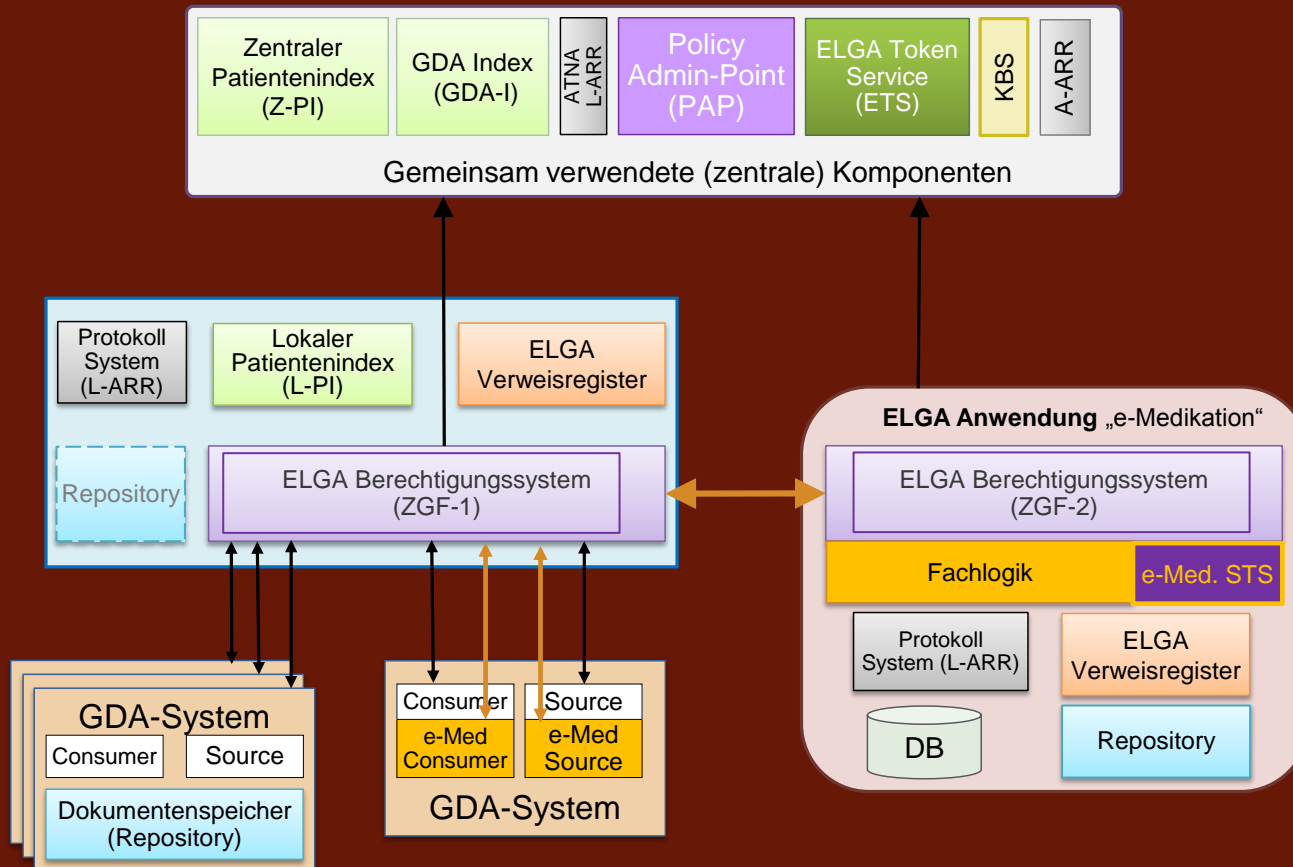 Zentraler
Patientenindex
(Z-PI)
GDA Index
(GDA-I)
ATNA
L-ARR
Policy
Admin-Point
(PAP)
ELGA Token
Service
(ETS)
KBS
A-ARR
Gemeinsam verwendete (zentrale) Komponenten
Protokoll
System
(L-ARR)
Lokaler
Patientenindex
(L-PI)
ELGA
Verweisregister
Repository
ELGA Berechtigungssystem
(ZGF-1)
ELGA Anwendung „e-Medikation“
ELGA Berechtigungssystem
(ZGF-2)
Fachlogik
e-Med. STS
Protokoll
System (L-ARR)
ELGA
Verweisregister
DB
Repository
GDA-System
Consumer
Source
Dokumentenspeicher
(Repository)
Consumer
Source
e-Med
Consumer
e-Med
Source
GDA-System